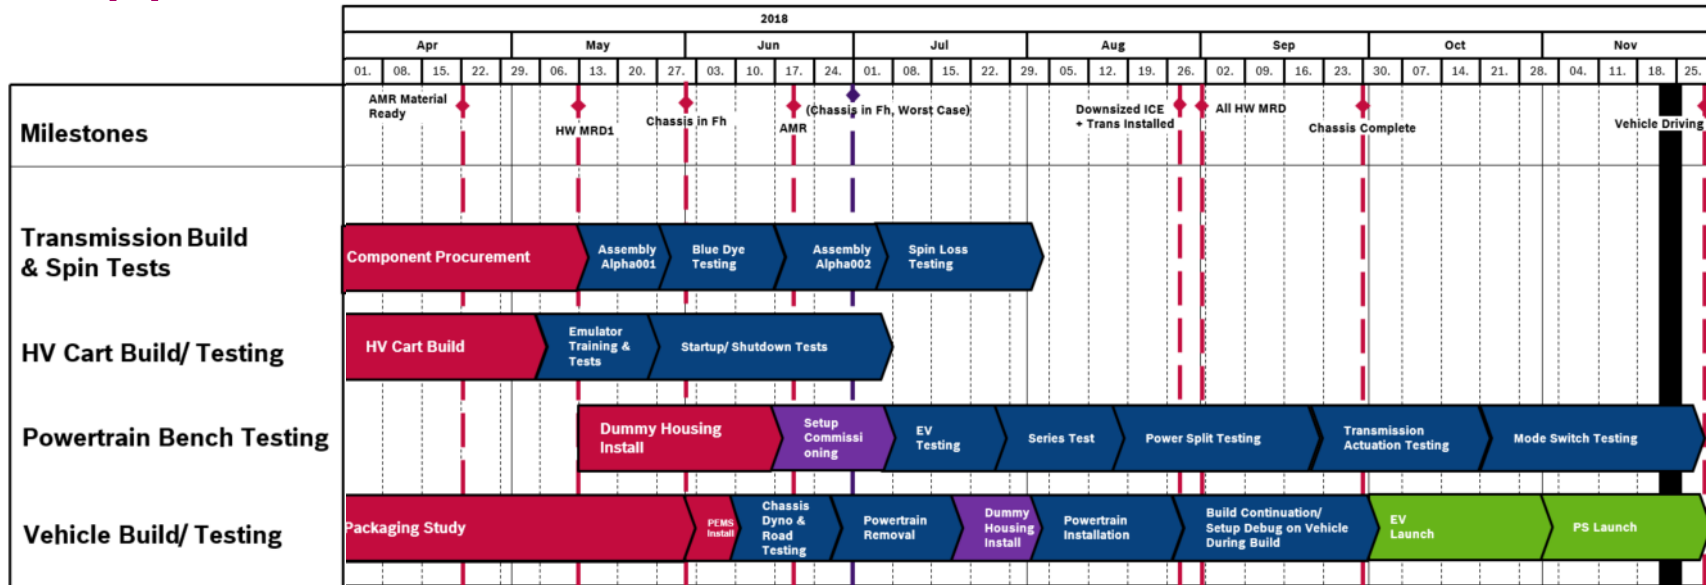 2018
Apr May Jun Jul Aug Sep Oct Nov
01. 08. 15. 22. 29. 06. 13. 20. 27. 03. 10. 17. 24. 01. 08. 15. 22. 29. 05. 12. 19. 26. 02. 09. 16. 23. 30. 07. 14. 21. 28. 04. 11. 18. 25.
Milestones
AMR Material
Ready
HW MRD1
Chassis in Fh
AMR
(Chassis in Fh, Worst Case)
Downsized ICE
+ Trans Installed
All HW MRD
Chassis Complete
Vehicle Driving
Transmission Build
& Spin Tests
Component Procurement
Assembly
Alpha001
Blue Dye
Testing
Assembly
Alpha002
Spin Loss
Testing
HV Cart Build/ Testing
HV Cart Build
Emulator
Training &
Tests
Startup/ Shutdown Tests
Powertrain Bench Testing
Dummy Housing
Install
Setup
Commissi
oning
EV
Testing
Series Test
Power Split Testing
Transmission
Actuation Testing
Mode Switch Testing
Vehicle Build/ Testing
Packaging Study
PEMS
Install
Chassis
Dyno &
Road
Testing
Powertrain
Removal
Dummy
Housing
Install
Powertrain
Installation
Build Continuation/
Setup Debug on Vehicle
During Build
EV
Launch
PS Launch